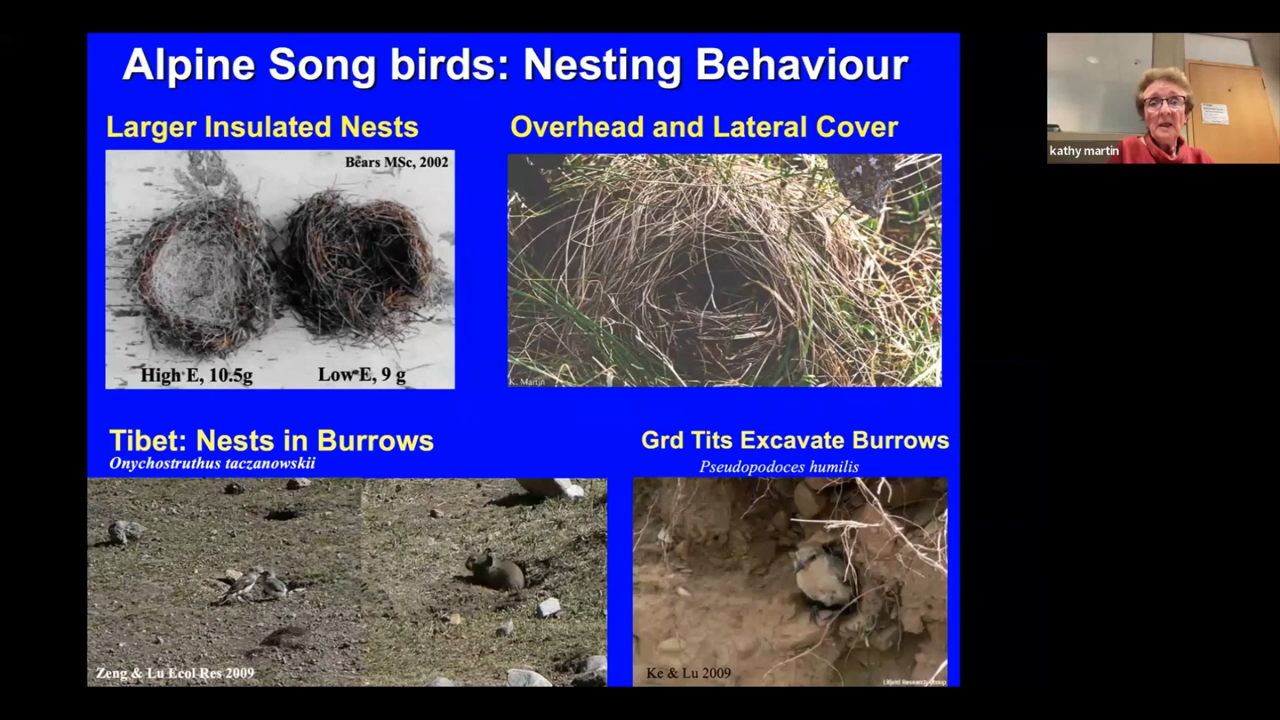 Alpine Song birds: Nesting Behaviour
Larger Insulated Nests
Bears MSc, 2002
High E, 10.5g
Low E, 9 g
Overhead and Lateral Cover
K. Martin
Tibet: Nests in Burrows
Onychostruthus taczanowskii
Zeng & Lu Ecol Res 2009
Grd Tits Excavate Burrows
Pseudopodoces humilis
Ke & Lu 2009
kathy martin